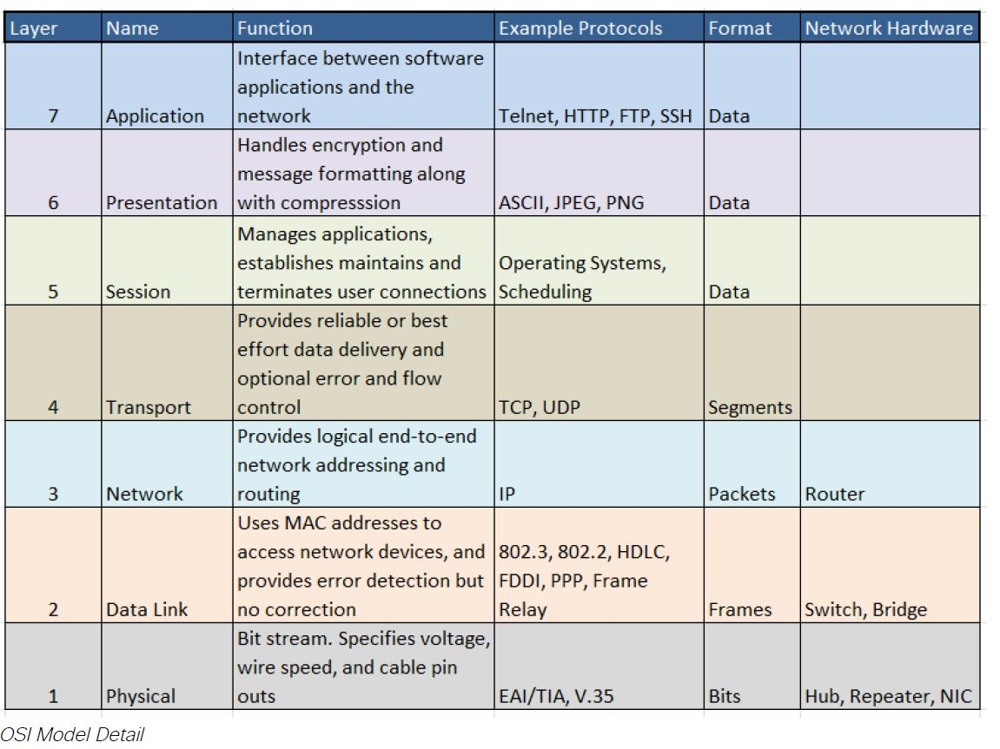 Layer Name Function Example Protocols Format Network Hardware
Interface between software
applications and the
7 Application network Telnet, HTTP, FTP, SSH Data
Handles encryption and
message formatting along
6 Presentation with compresssion ASCII, JPEG, PNG Data
Manages applications,
establishes maintains and Operating Systems,
5 Session terminates user connections Scheduling Data
Provides reliable or best
effort data delivery and
optional error and flow
4 Transport control TCP, UDP Segments
Provides logical end-to-end
network addressing and
3 Network routing IP Packets Router
Uses MAC addresses to
access network devices, and 802.3, 802.2, HDLC,
provides error detection but FDDI, PPP, Frame
2 Data Link no correction Relay Frames Switch, Bridge
Bit stream. Specifies voltage,
wire speed, and cable pin
1 Physical outs EAI/TIA, V.35 Bits Hub, Repeater, NIC
OSI Model Detail